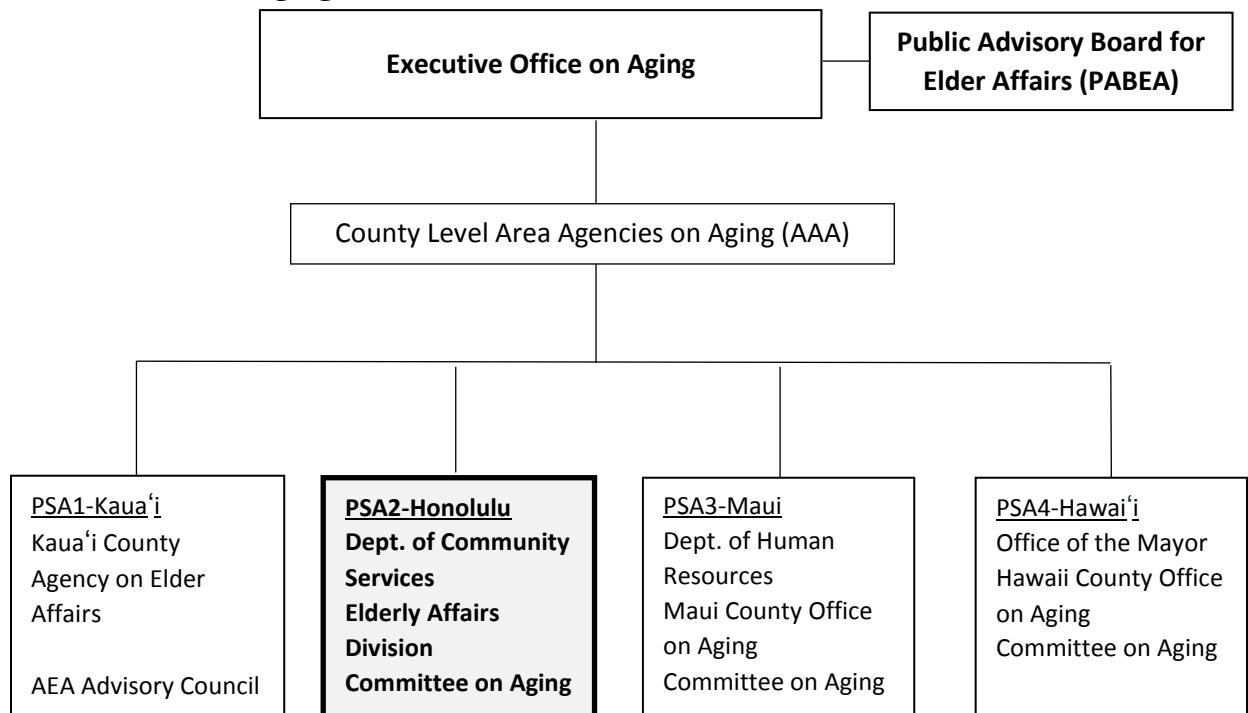 Executive Office on Aging
Public Advisory Board for
Elder Affairs (PABEA)
County Level Area Agencies on Aging (AAA)
PSA1-Kauaʻi
Kauaʻi County
Agency on Elder
Affairs
AEA Advisory Council
PSA2-Honolulu
Dept. of Community
Services
Elderly Affairs
Division
Committee on Aging
PSA3-Maui
Dept. of Human
Resources
Maui County Office
on Aging
Committee on Aging
PSA4-Hawaiʻi
Office of the Mayor
Hawaii County Office
on Aging
Committee on Aging